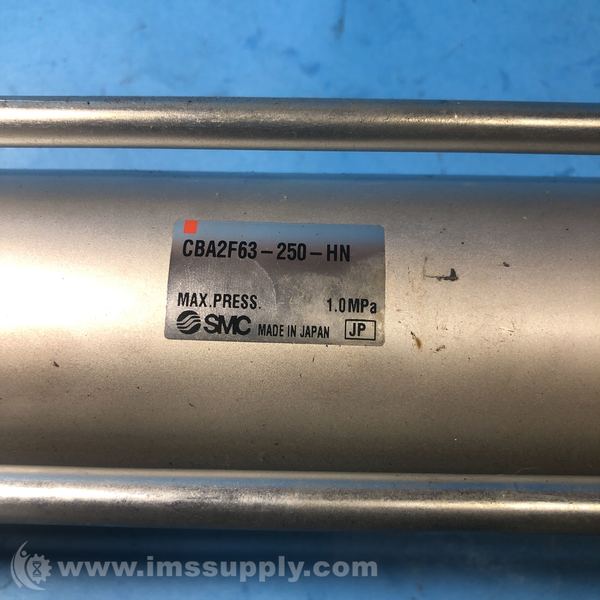 CBA2F63-250-HN
MAX.PRESS. 1.0MPa
SMC MADE IN JAPAN JP
www.imssupply.com